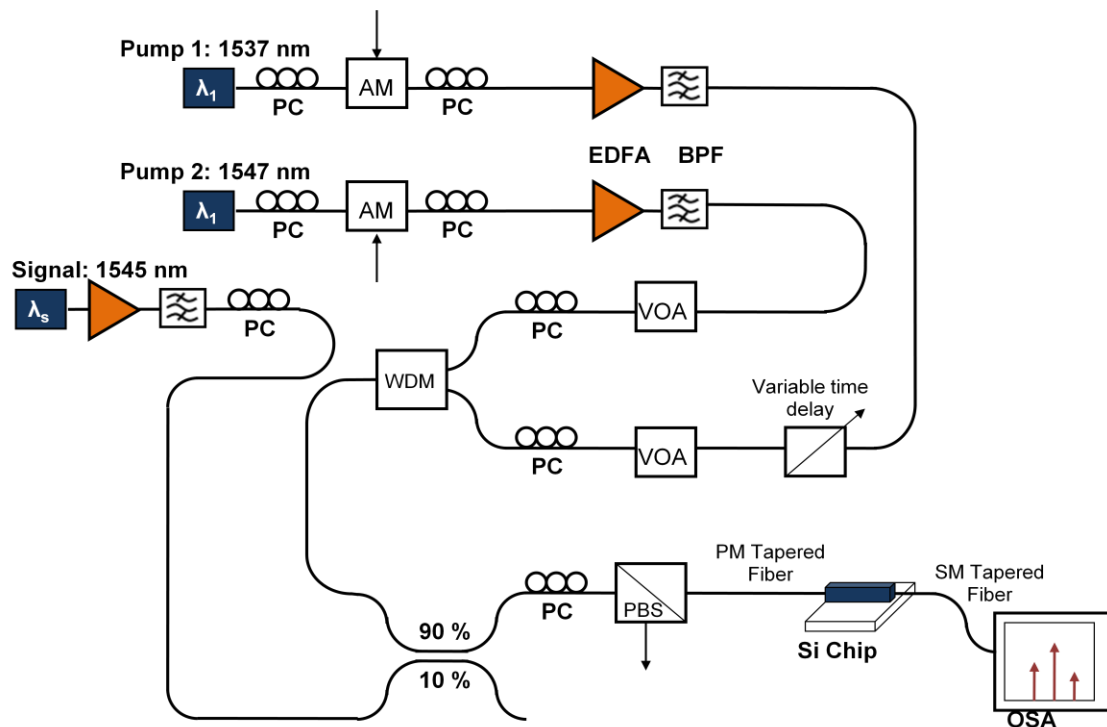 Pump 1: 1537 nm
λ1
PC
AM
PC
EDFA
BPF
Pump 2: 1547 nm
λ1
PC
AM
PC
Signal: 1545 nm
λs
PC
PC
VOA
WDM
Variable time
delay
PC
VOA
PM Tapered
Fiber
SM Tapered
Fiber
PC
PBS
90 %
10 %
Si Chip
OSA